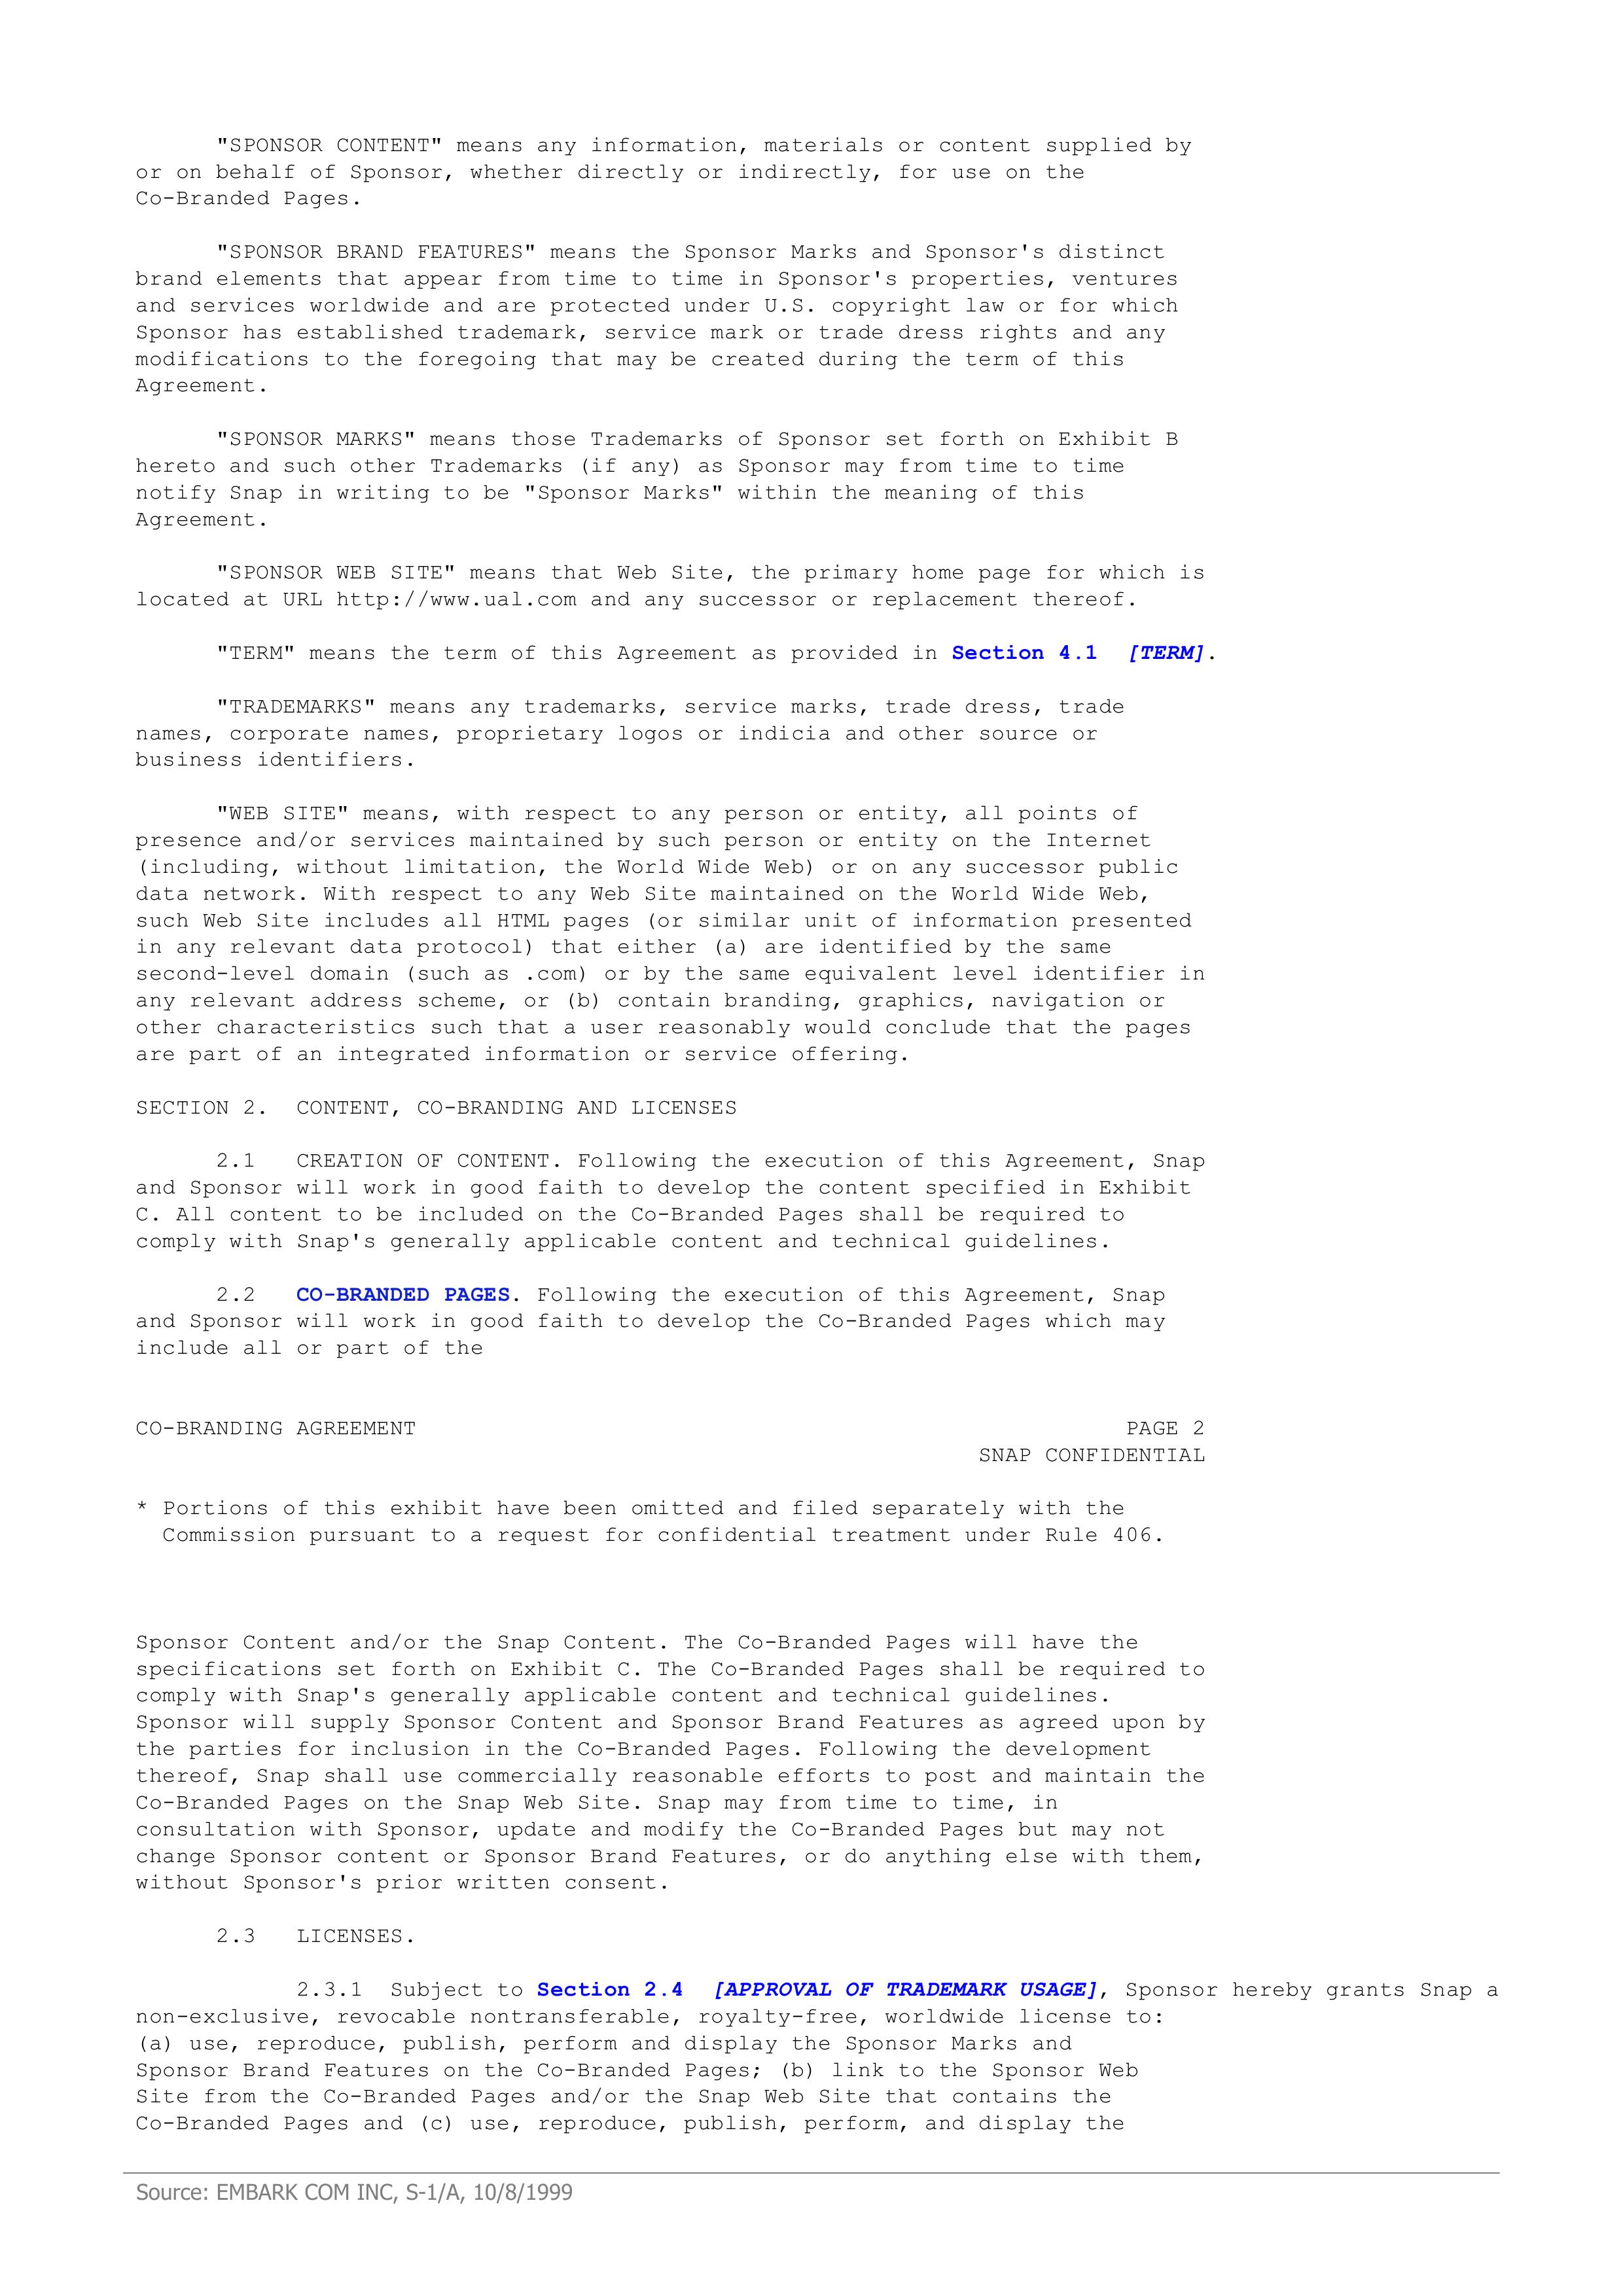 "SPONSOR CONTENT" means any information, materials or content supplied by
or on behalf of Sponsor, whether directly or indirectly, for use on the
Co-Branded Pages.
"SPONSOR BRAND FEATURES" means the Sponsor Marks and Sponsor's distinct
brand elements that appear from time to time in Sponsor's properties, ventures
and services worldwide and are protected under U.S. copyright law or for which
Sponsor has established trademark, service mark or trade dress rights and any
modifications to the foregoing that may be created during the term of this
Agreement.
"SPONSOR MARKS" means those Trademarks of Sponsor set forth on Exhibit B
hereto and such other Trademarks (if any) as Sponsor may from time to time
notify Snap in writing to be "Sponsor Marks" within the meaning of this
Agreement.
"SPONSOR WEB SITE" means that Web Site, the primary home page for which is
located at URL http://www.ual.com and any successor or replacement thereof.
"TERM" means the term of this Agreement as provided in Section 4.1 [TERM].
"TRADEMARKS" means any trademarks, service marks, trade dress, trade
names, corporate names, proprietary logos or indicia and other source or
business identifiers.
"WEB SITE" means, with respect to any person or entity, all points of
presence and/or services maintained by such person or entity on the Internet
(including, without limitation, the World Wide Web) or on any successor public
data network. With respect to any Web Site maintained on the World Wide Web,
such Web Site includes all HTML pages (or similar unit of information presented
in any relevant data protocol) that either (a) are identified by the same
second-level domain (such as .com) or by the same equivalent level identifier in
any relevant address scheme, or (b) contain branding, graphics, navigation or
other characteristics such that a user reasonably would conclude that the pages
are part of an integrated information or service offering.
SECTION 2. CONTENT, CO-BRANDING AND LICENSES
2.1 CREATION OF CONTENT. Following the execution of this Agreement, Snap
and Sponsor will work in good faith to develop the content specified in Exhibit
C. All content to be included on the Co-Branded Pages shall be required to
comply with Snap's generally applicable content and technical guidelines.
2.2 CO-BRANDED PAGES. Following the execution of this Agreement, Snap
and Sponsor will work in good faith to develop the Co-Branded Pages which may
include all or part of the
CO-BRANDING AGREEMENT PAGE 2
SNAP CONFIDENTIAL
* Portions of this exhibit have been omitted and filed separately with the
Commission pursuant to a request for confidential treatment under Rule 406.
Sponsor Content and/or the Snap Content. The Co-Branded Pages will have the
specifications set forth on Exhibit C. The Co-Branded Pages shall be required to
comply with Snap's generally applicable content and technical guidelines.
Sponsor will supply Sponsor Content and Sponsor Brand Features as agreed upon by
the parties for inclusion in the Co-Branded Pages. Following the development
thereof, Snap shall use commercially reasonable efforts to post and maintain the
Co-Branded Pages on the Snap Web Site. Snap may from time to time, in
consultation with Sponsor, update and modify the Co-Branded Pages but may not
change Sponsor content or Sponsor Brand Features, or do anything else with them,
without Sponsor's prior written consent.
2.3 LICENSES.
2.3.1 Subject to Section 2.4 [APPROVAL OF TRADEMARK USAGE], Sponsor hereby grants Snap a
non-exclusive, revocable nontransferable, royalty-free, worldwide license to:
(a) use, reproduce, publish, perform and display the Sponsor Marks and
Sponsor Brand Features on the Co-Branded Pages; (b) link to the Sponsor Web
Site from the Co-Branded Pages and/or the Snap Web Site that contains the
Co-Branded Pages and (c) use, reproduce, publish, perform, and display the
Source: EMBARK COM INC, S-1/A, 10/8/1999